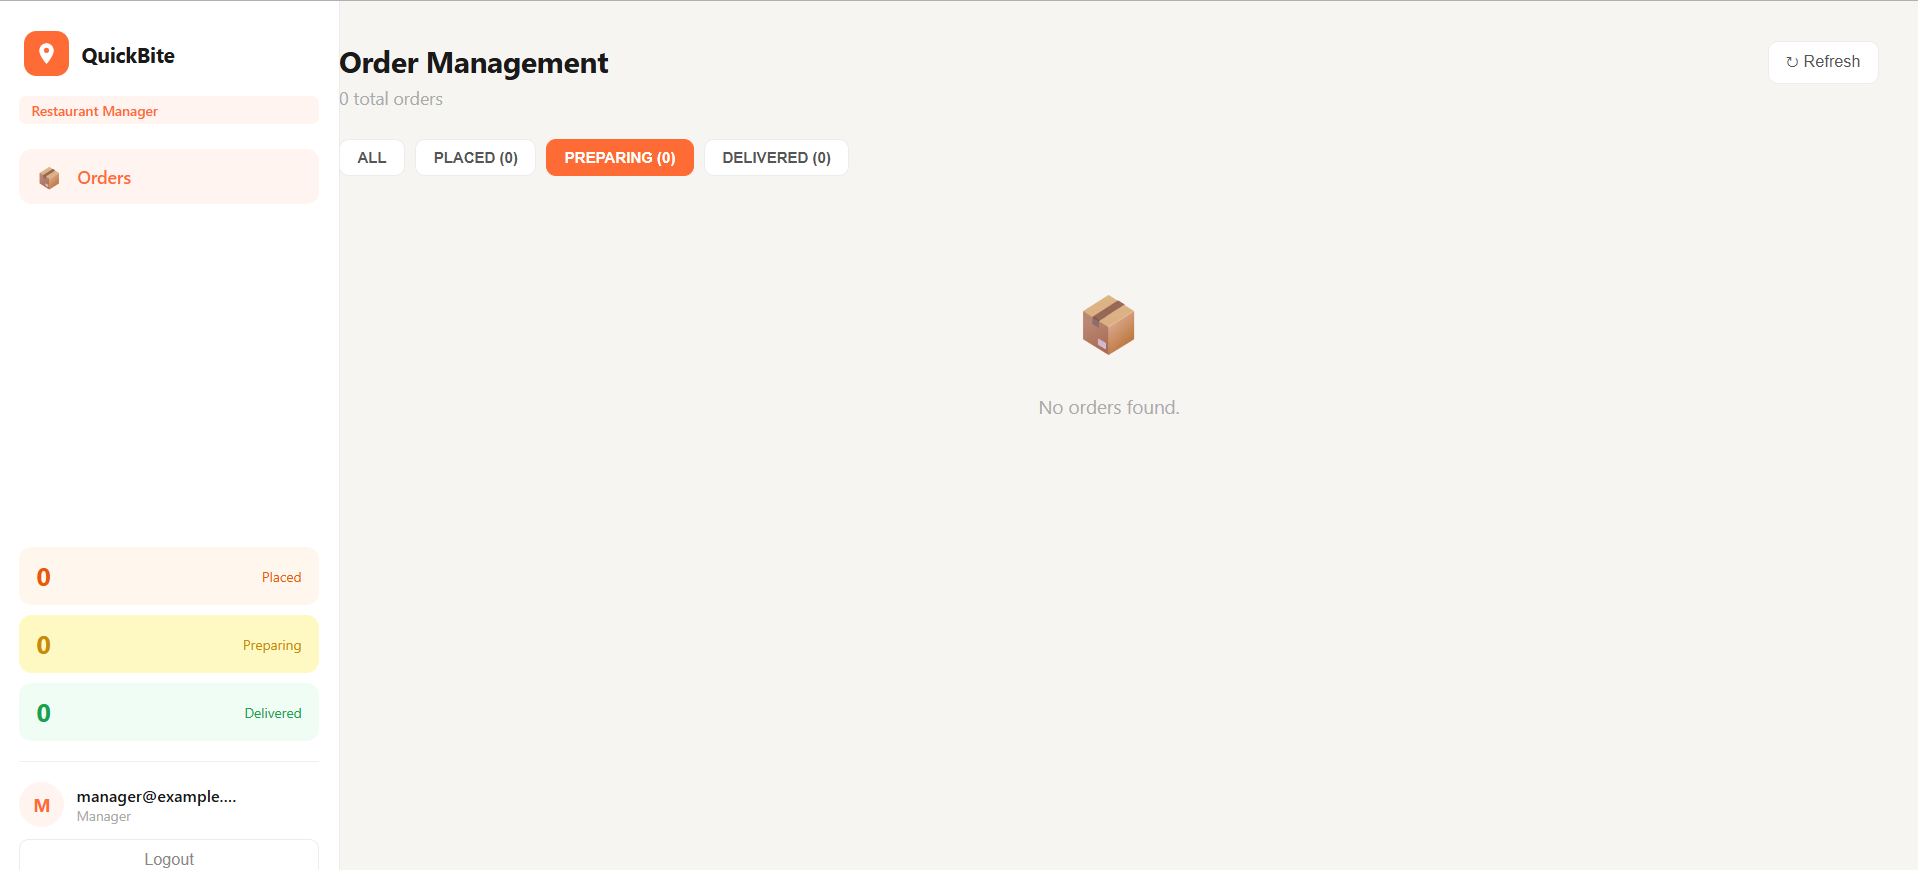 QuickBite
Restaurant Manager
📦 Orders
0 Placed
0 Preparing
0 Delivered
M
manager@example....
Manager
Logout
Order Management
0 total orders
↻ Refresh
ALL
PLACED (0)
PREPARING (0)
DELIVERED (0)
No orders found.